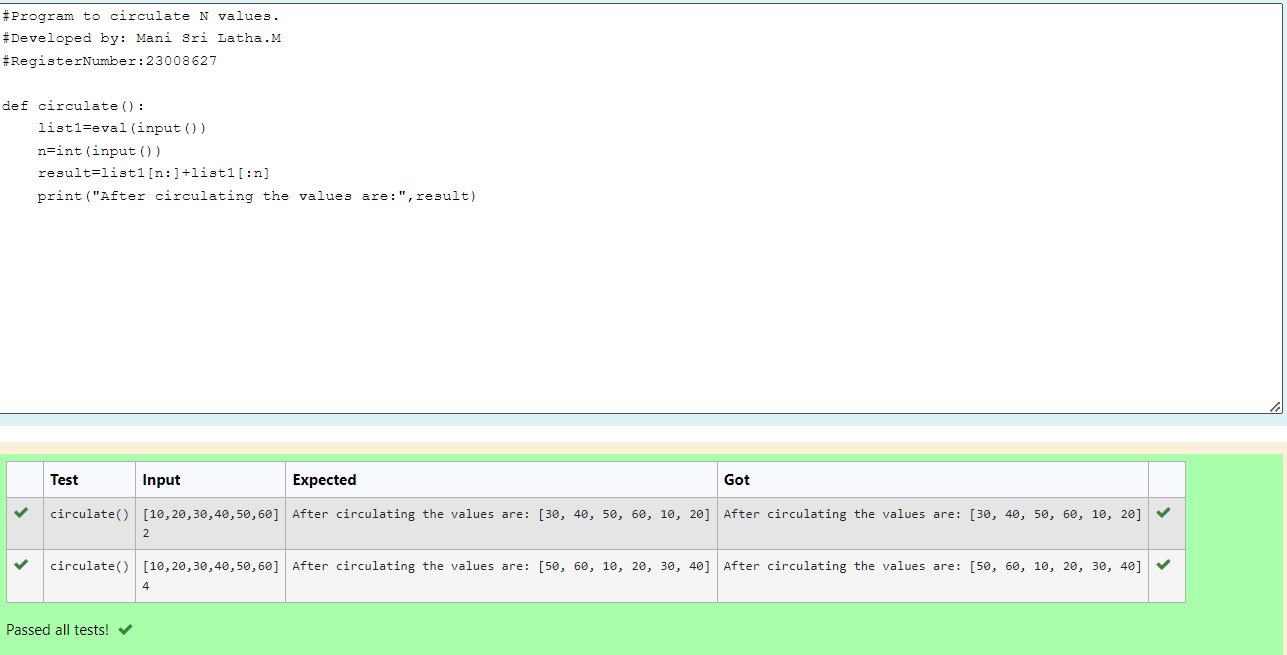 #Program to circulate N values.
#Developed by: Mani Sri Latha.M
#RegisterNumber:23008627

def circulate():
    list1=eval(input())
    n=int(input())
    result=list1[n:]+list1[:n]
    print("After circulating the values are:",result)
Test Input Expected Got
circulate() [10,20,30,40,50,60] After circulating the values are: [30, 40, 50, 60, 10, 20] After circulating the values are: [30, 40, 50, 60, 10, 20]
2
circulate() [10,20,30,40,50,60] After circulating the values are: [50, 60, 10, 20, 30, 40] After circulating the values are: [50, 60, 10, 20, 30, 40]
4
Passed all tests!